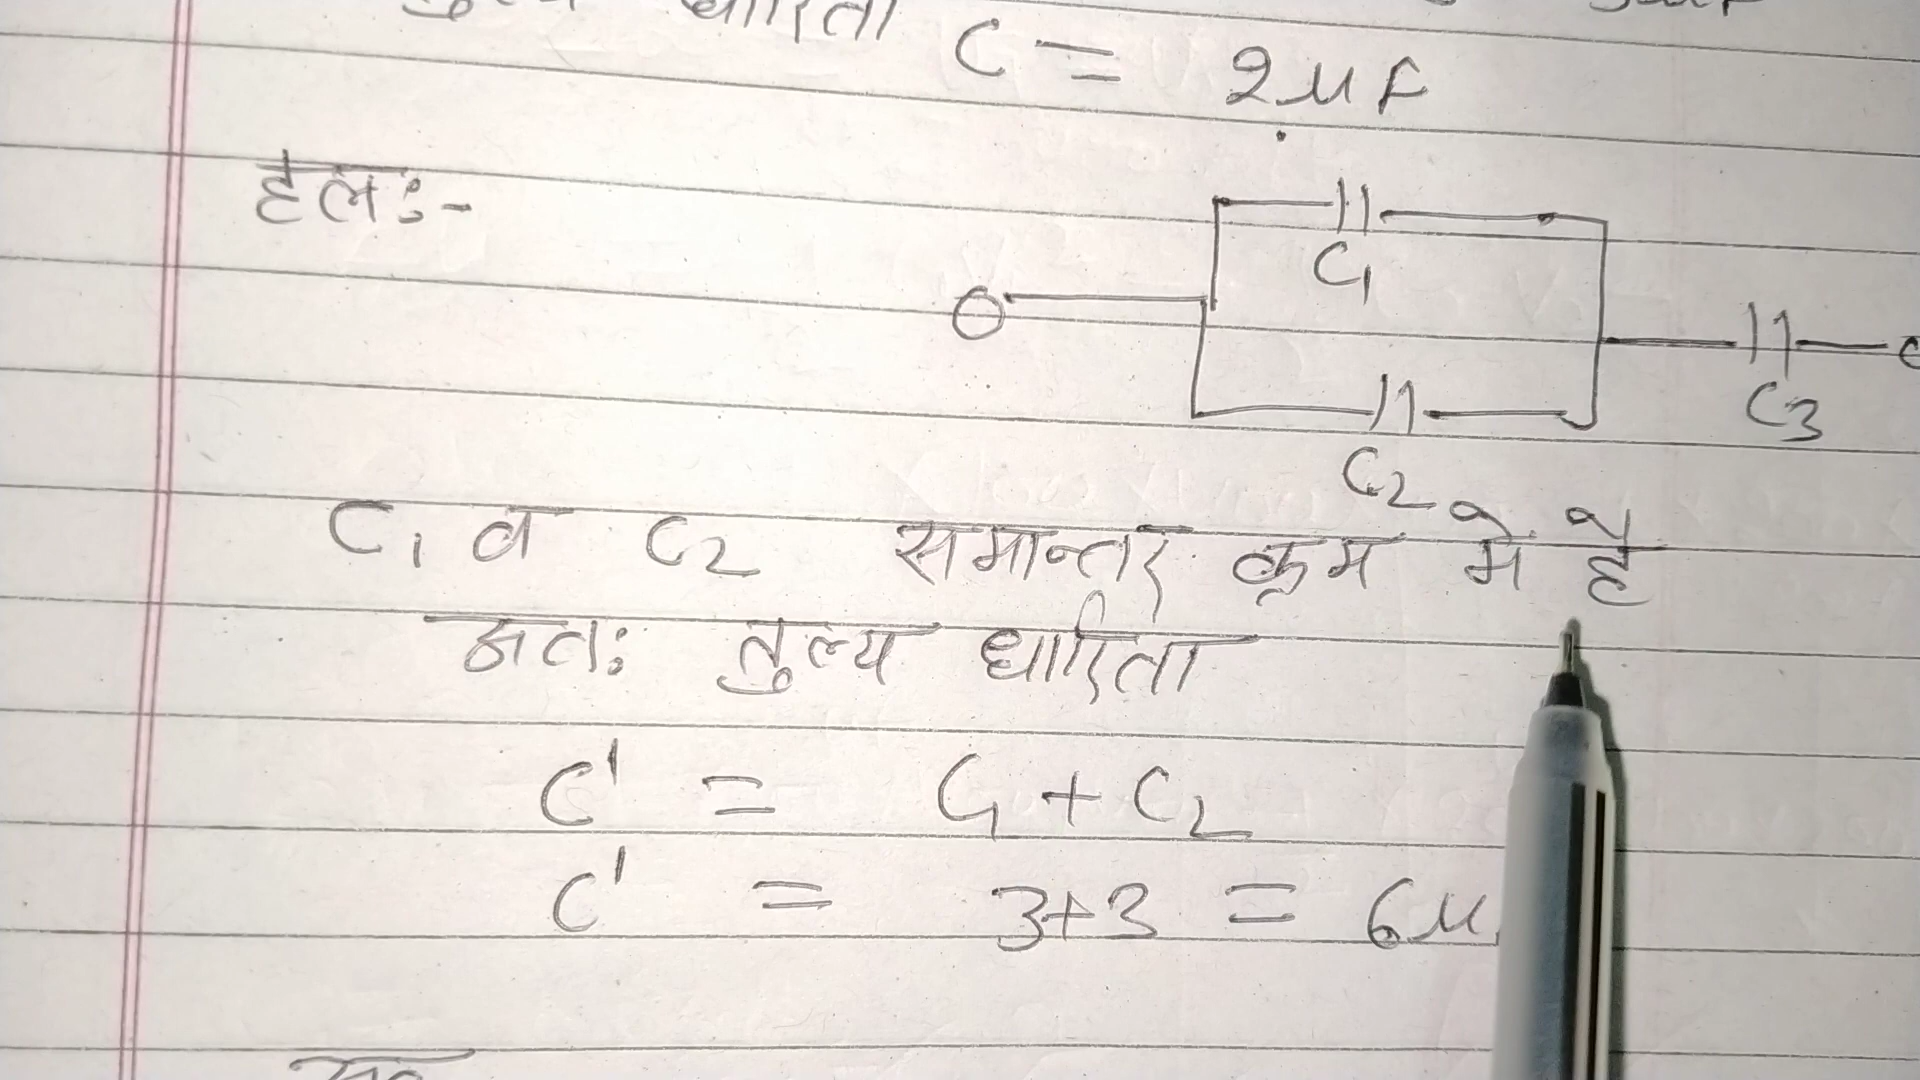 तुल्य धारिता C = 2μF
हल:-
C₁
C₃
C₂
C₁ व C₂ समान्तर क्रम में है
अतः तुल्य धारिता
C' = C₁ + C₂
C' = 3+3 = 6μ